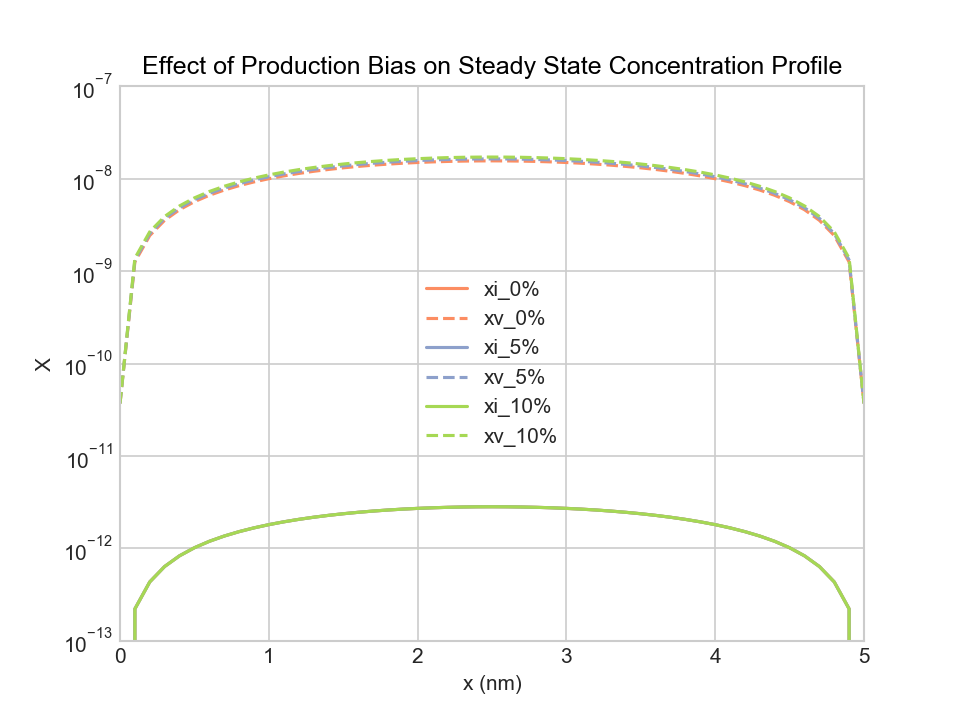 Effect of Production Bias on Steady State Concentration Profile
10⁻⁷
10⁻⁸
10⁻⁹
10⁻¹⁰
10⁻¹¹
10⁻¹²
10⁻¹³
X
xi_0%
xv_0%
xi_5%
xv_5%
xi_10%
xv_10%
0 1 2 3 4 5
x (nm)